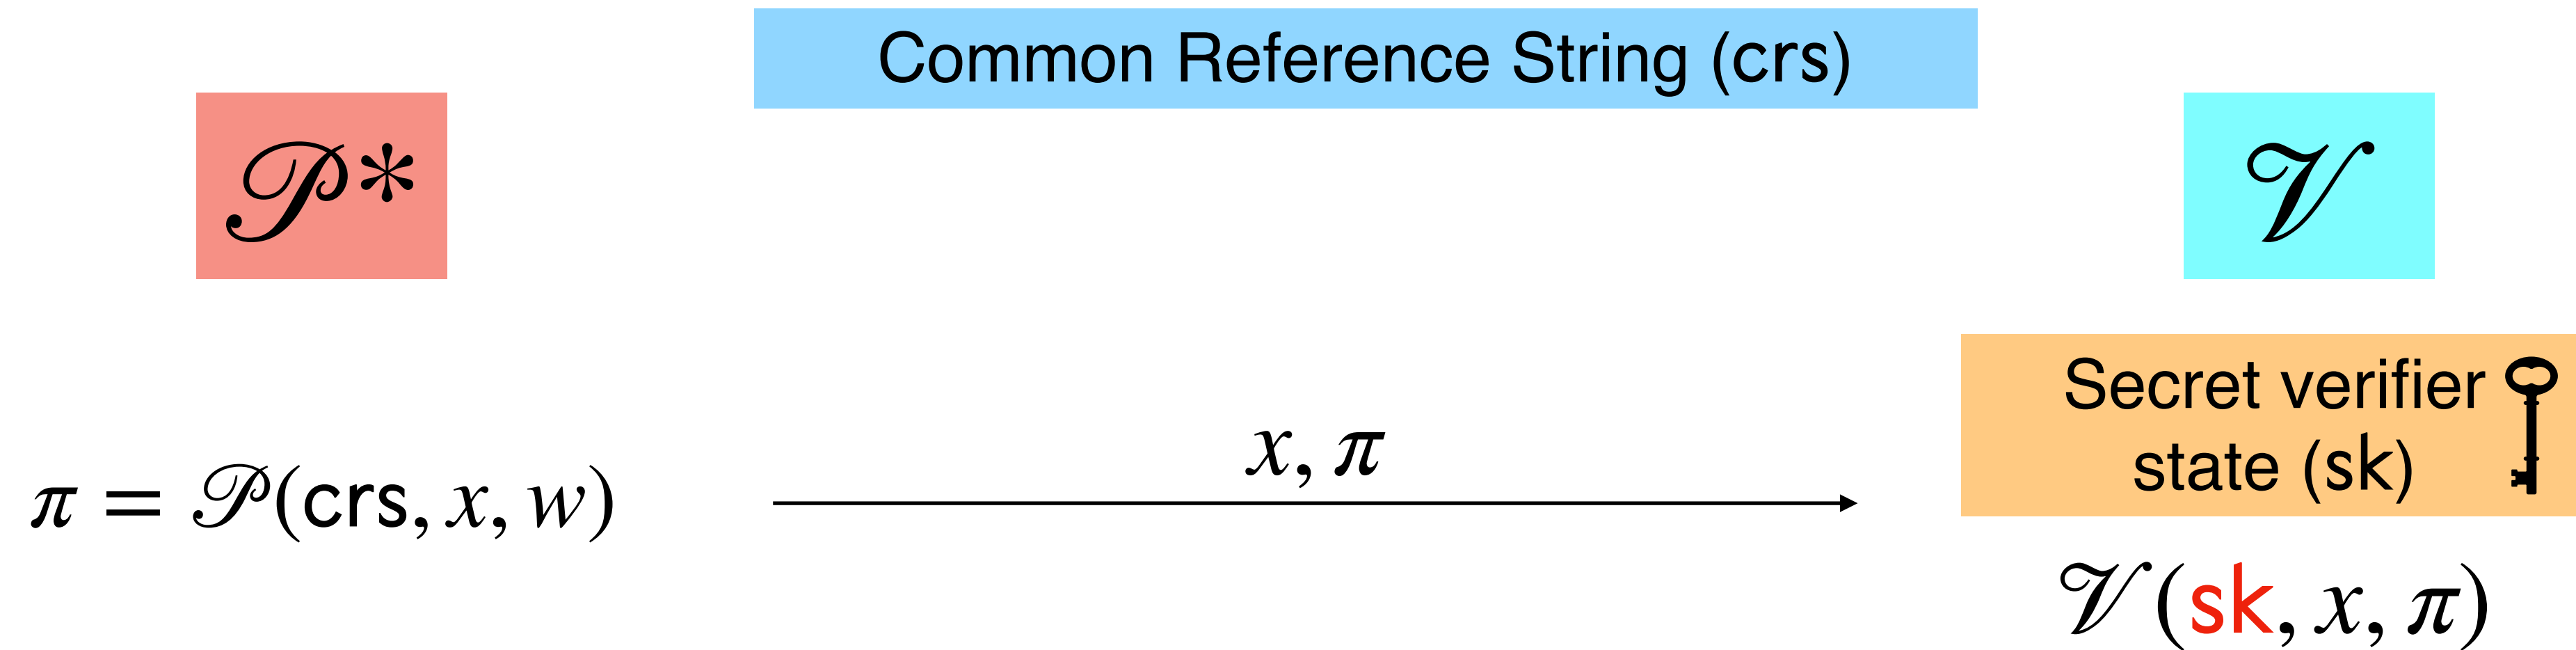 Common Reference String (crs)
𝒫*
𝒱
Secret verifier
state (sk)
x, π
π = 𝒫(crs, x, w)
𝒱(sk, x, π)